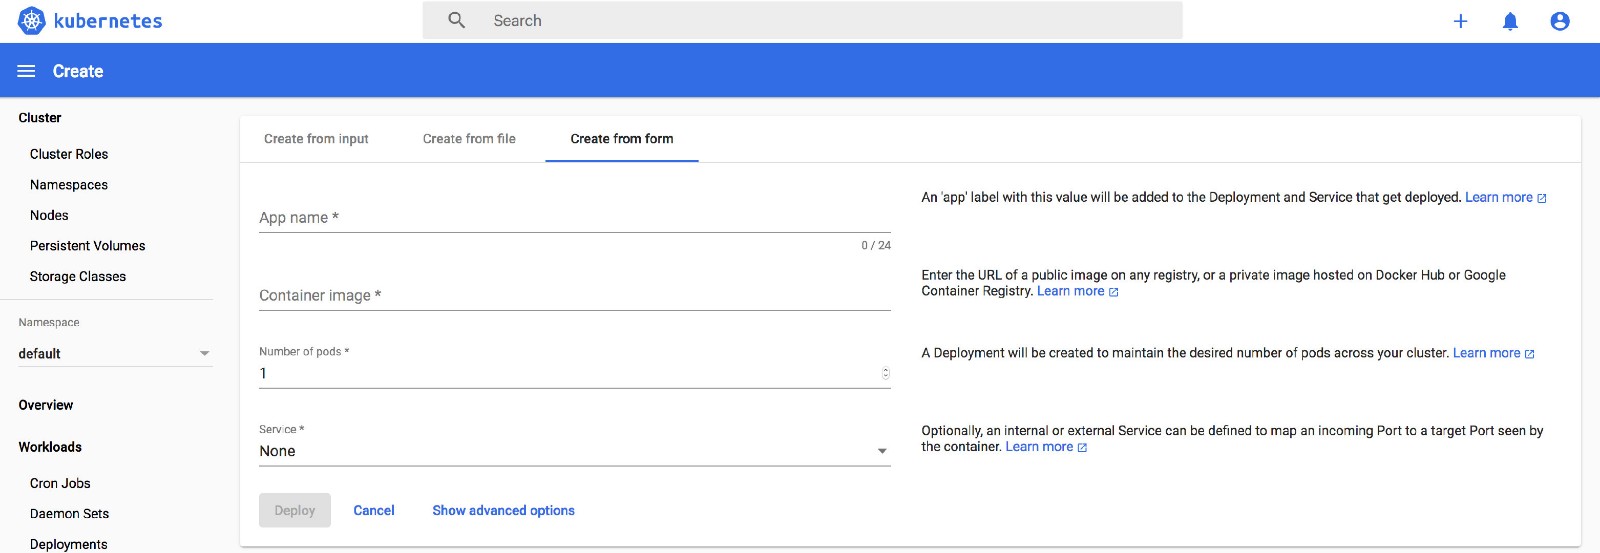 kubernetes
Search
Create
Cluster
Cluster Roles
Namespaces
Nodes
Persistent Volumes
Storage Classes
Namespace
default
Overview
Workloads
Cron Jobs
Daemon Sets
Deployments
Create from input
Create from file
Create from form
App name *
0 / 24
An 'app' label with this value will be added to the Deployment and Service that get deployed. Learn more
Container image *
Enter the URL of a public image on any registry, or a private image hosted on Docker Hub or Google
Container Registry. Learn more
Number of pods *
1
A Deployment will be created to maintain the desired number of pods across your cluster. Learn more
Service *
None
Optionally, an internal or external Service can be defined to map an incoming Port to a target Port seen by
the container. Learn more
Deploy
Cancel
Show advanced options